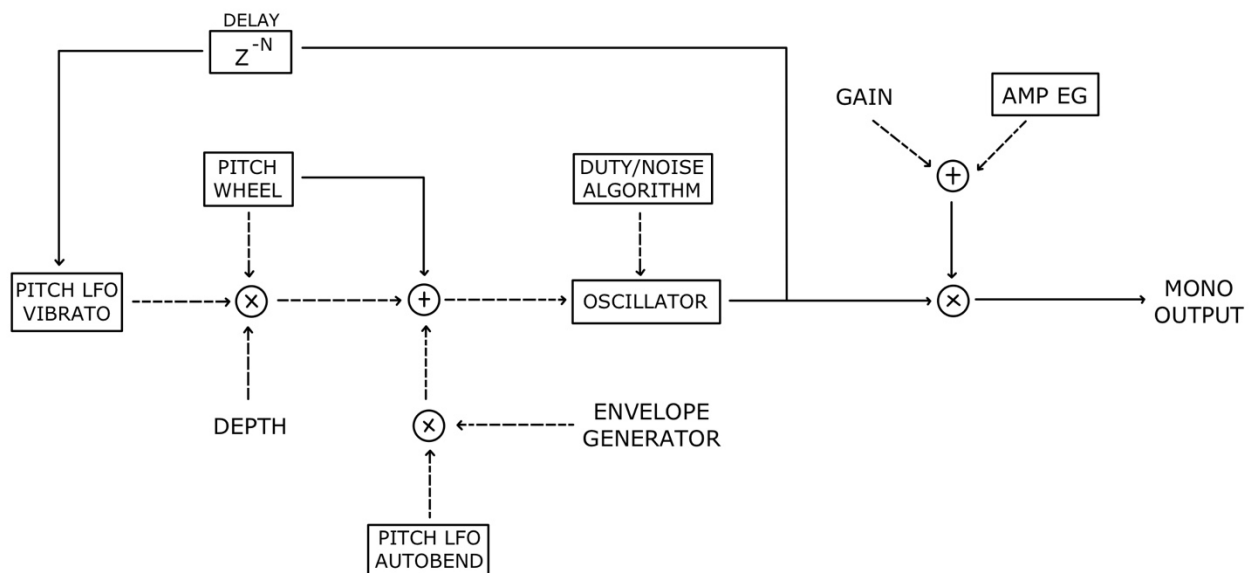 DELAY
Z-N
GAIN
AMP EG
PITCH
WHEEL
DUTY/NOISE
ALGORITHM
+
PITCH LFO
VIBRATO
x
+
OSCILLATOR
x
MONO
OUTPUT
DEPTH
x
ENVELOPE
GENERATOR
PITCH LFO
AUTOBEND